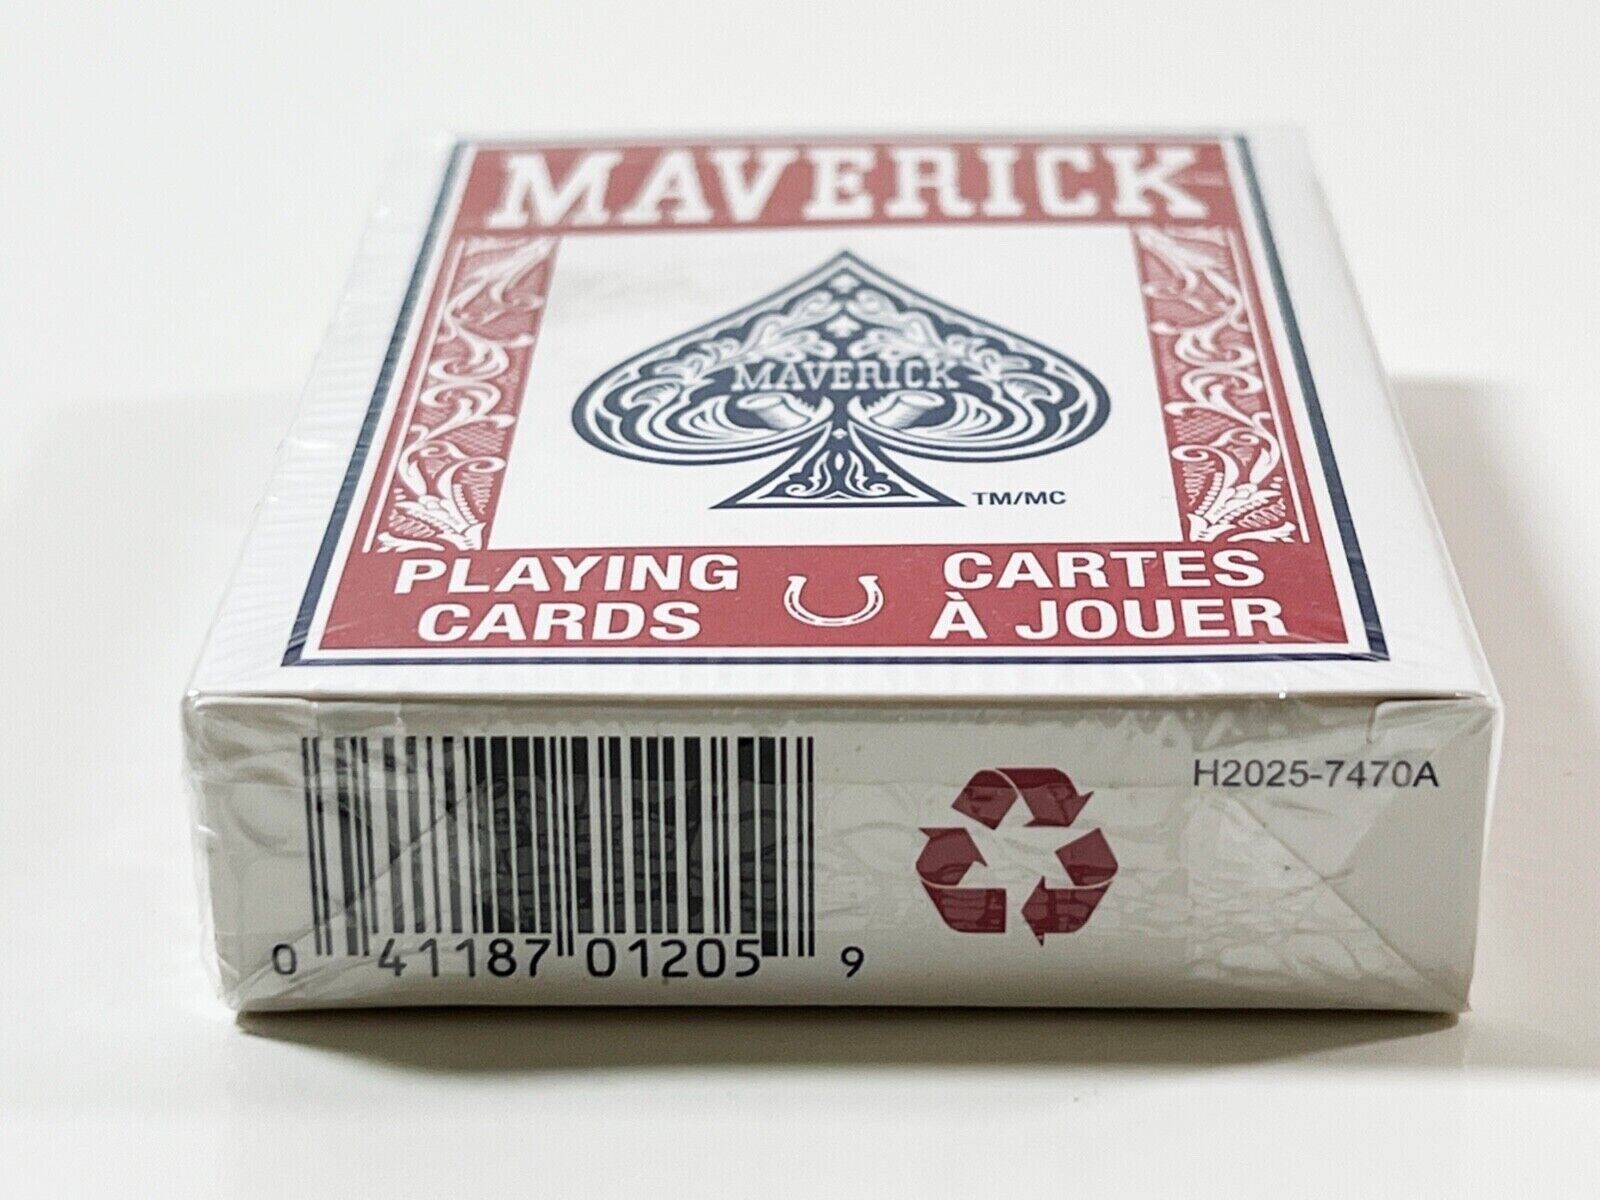 MAVERICK
MAVERICK
TM/MC
PLAYING CARTES
CARDS À JOUER
H2025-7470A
0 41187 01205 9